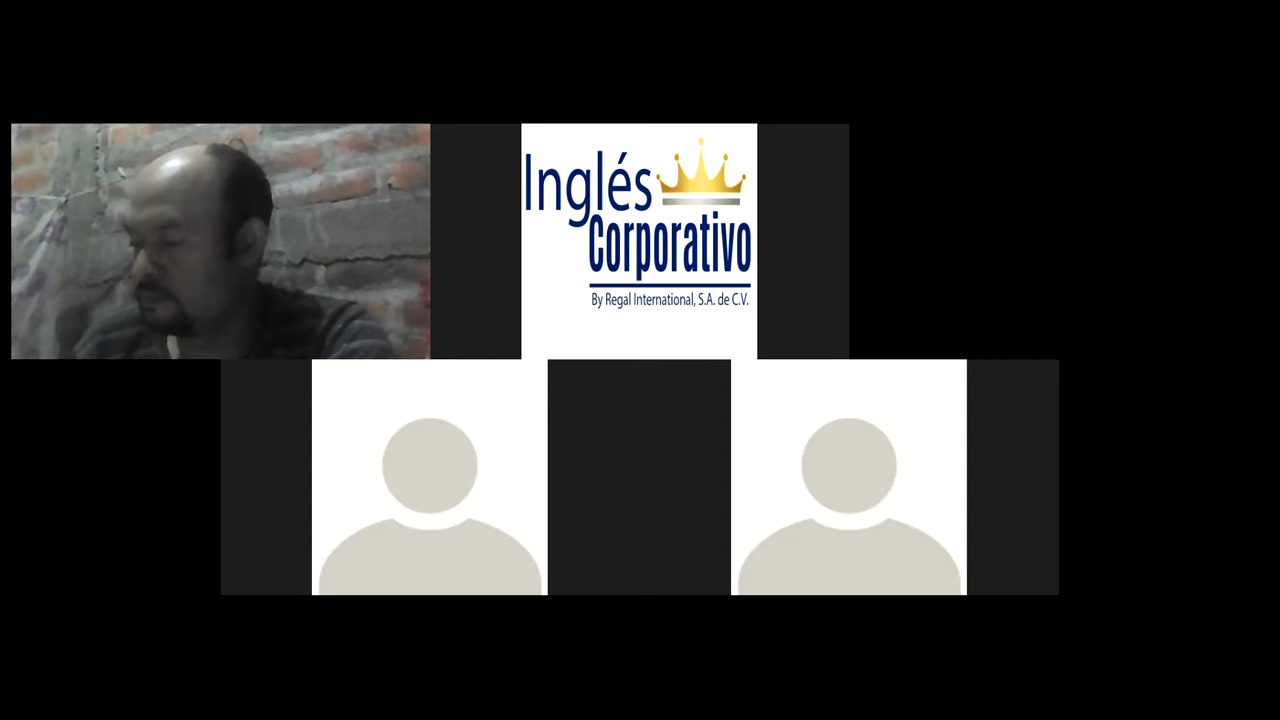 Inglés
Corporativo
By Regal International, S.A. de C.V.